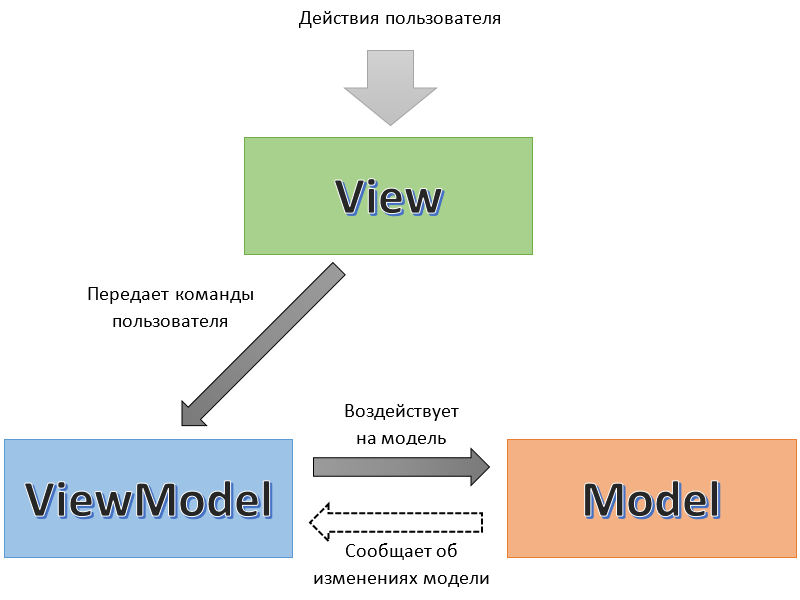 Действия пользователя
View
Передает команды
пользователя
Воздействует
на модель
ViewModel
Model
Сообщает об
изменениях модели